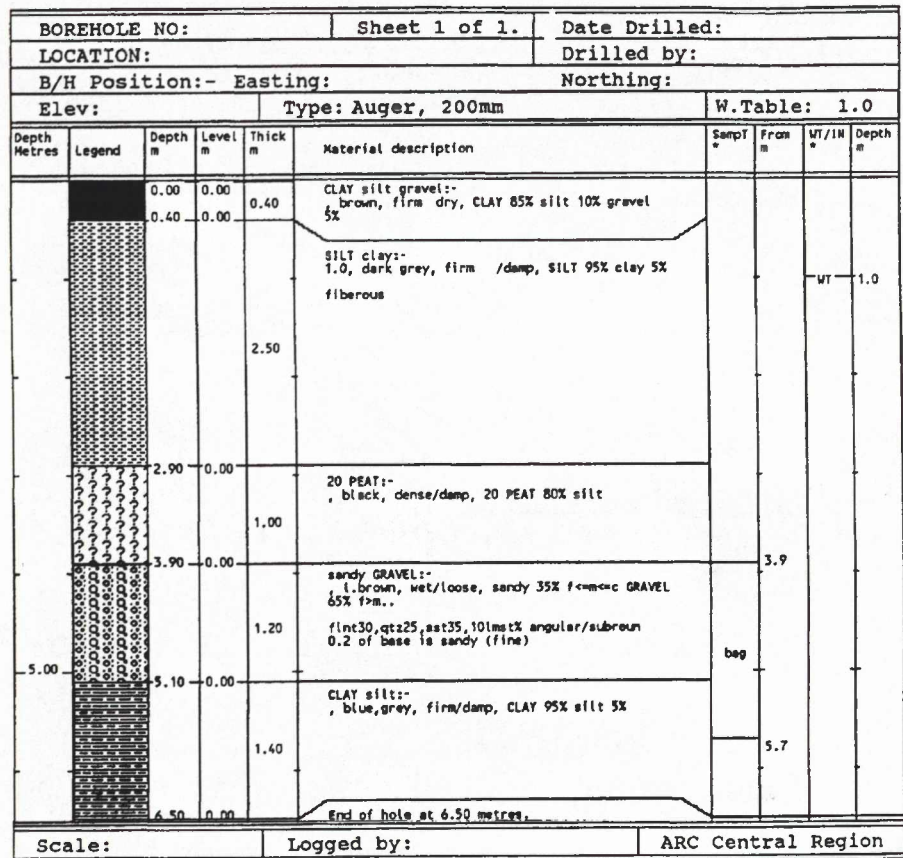 BOREHOLE NO: Sheet 1 of 1. Date Drilled:
LOCATION: Drilled by:
B/H Position:- Easting: Northing:
Elev: Type: Auger, 200mm W.Table: 1.0
Depth Metres Legend Depth m Level m Thick m Material description SampT * From m WT/IN * Depth m
0.00 0.00 0.40 CLAY silt gravel:-
, brown, firm dry, CLAY 85% silt 10% gravel
0.40 0.00 5%
SILT clay:-
1.0, dark grey, firm /damp, SILT 95% clay 5%
WT 1.0
fiberous
2.50
2.90 0.00
20 PEAT:-
, black, dense/damp, 20 PEAT 80% silt
1.00
3.90 0.00 3.9
sandy GRAVEL:-
, l.brown, wet/loose, sandy 35% f<=m<=c GRAVEL
65% f>m..
1.20 flnt30,qtz25,sst35,10lmst% angular/subroun
0.2 of base is sandy (fine)
bag
5.00
5.10 0.00
CLAY silt:-
, blue,grey, firm/damp, CLAY 95% silt 5%
1.40 5.7
6.50 0.00 End of hole at 6.50 metres.
Scale: Logged by: ARC Central Region